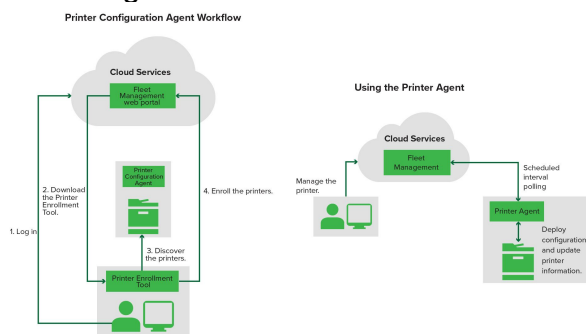 Printer Configuration Agent Workflow
Cloud Services
Fleet
Management
web portal
Printer
Configuration
Agent
2. Download
the Printer
Enrollment
Tool.
4. Enroll the printers.
1. Log in
3. Discover
the printers.
Printer Enrollment
Tool
Using the Printer Agent
Cloud Services
Fleet
Management
Manage the
printer.
Scheduled
interval
polling
Printer Agent
Deploy
configuration
and update
printer
information.